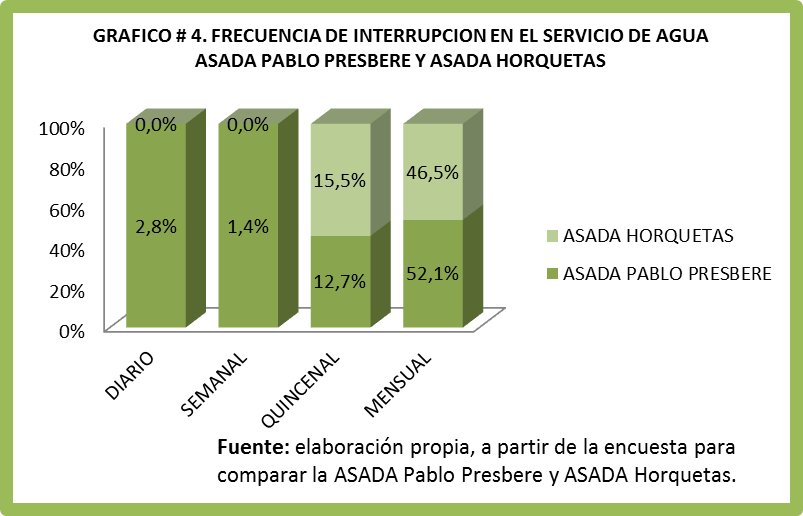 GRAFICO # 4. FRECUENCIA DE INTERRUPCION EN EL SERVICIO DE AGUA
ASADA PABLO PRESBERE Y ASADA HORQUETAS
100%
80%
60%
40%
20%
0%
0,0%
0,0%
15,5%
46,5%
2,8%
1,4%
12,7%
52,1%
DIARIO
SEMANAL
QUINCENAL
MENSUAL
ASADA HORQUETAS
ASADA PABLO PRESBERE
Fuente: elaboración propia, a partir de la encuesta para
comparar la ASADA Pablo Presbere y ASADA Horquetas.